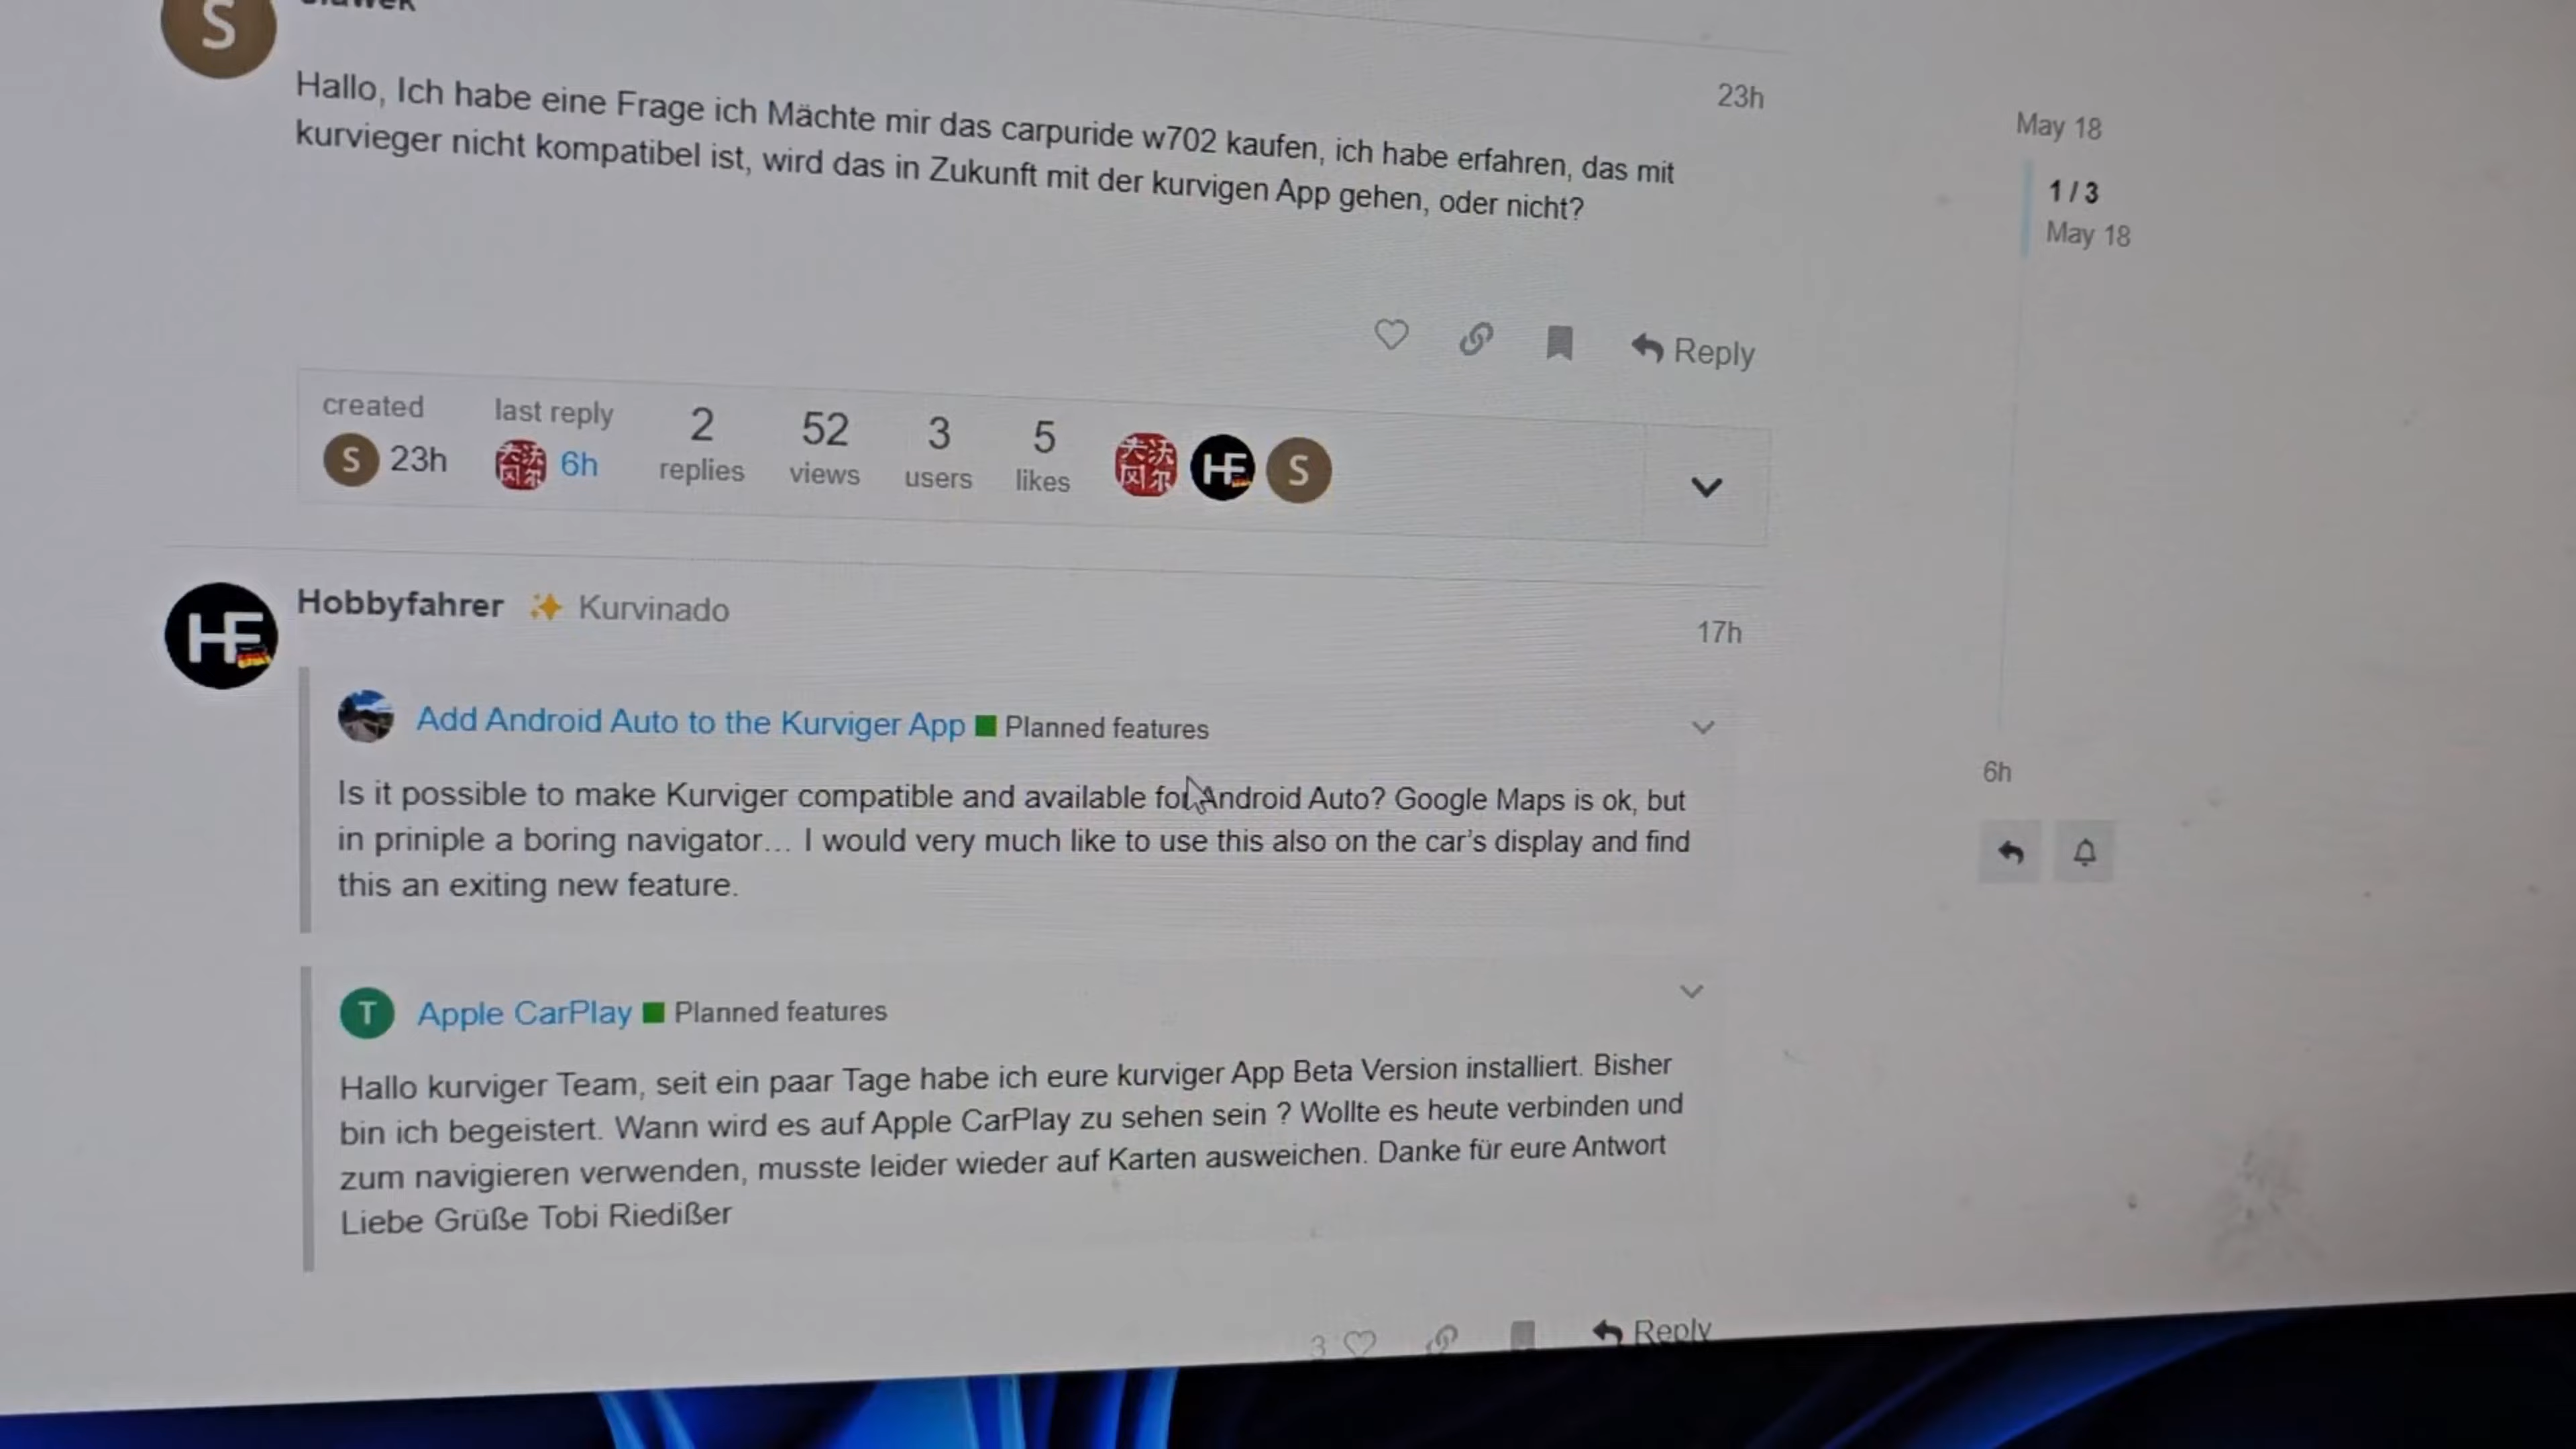 S
Hallo, Ich habe eine Frage ich Mächte mir das carpuride w702 kaufen, ich habe erfahren, das mit
kurvieger nicht kompatibel ist, wird das in Zukunft mit der kurvigen App gehen, oder nicht?
23h
May 18
1 / 3
May 18
Reply
created
S 23h
last reply
6h
2
replies
52
views
3
users
5
likes
HF
S
HF
Hobbyfahrer Kurvinado
17h
Add Android Auto to the Kurviger App Planned features
Is it possible to make Kurviger compatible and available for Android Auto? Google Maps is ok, but
in priniple a boring navigator... I would very much like to use this also on the car's display and find
this an exiting new feature.
6h
T Apple CarPlay Planned features
Hallo kurviger Team, seit ein paar Tage habe ich eure kurviger App Beta Version installiert. Bisher
bin ich begeistert. Wann wird es auf Apple CarPlay zu sehen sein ? Wollte es heute verbinden und
zum navigieren verwenden, musste leider wieder auf Karten ausweichen. Danke für eure Antwort
Liebe Grüße Tobi Riedißer
3 Reply